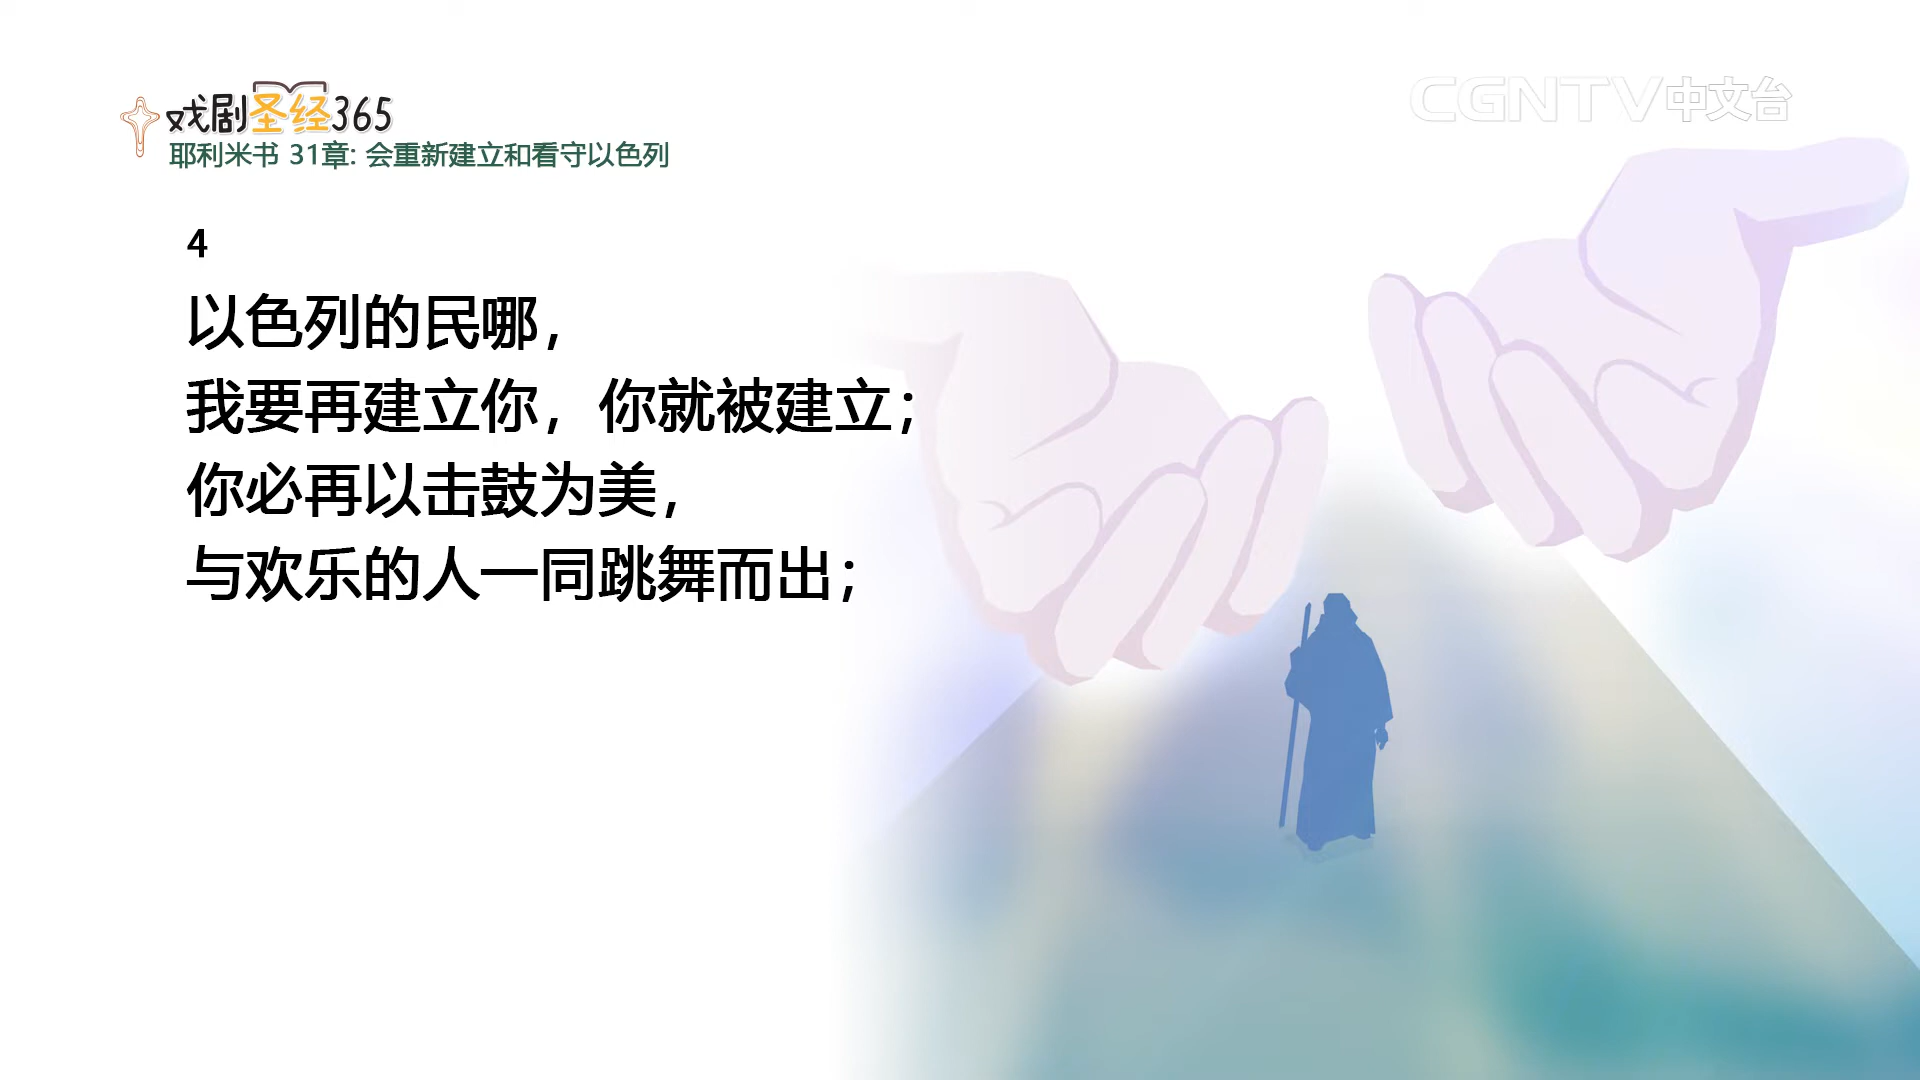 戏剧圣经365
CGNTV中文台
耶利米书 31章: 会重新建立和看守以色列
4
以色列的民哪，
我要再建立你，你就被建立；
你必再以击鼓为美，
与欢乐的人一同跳舞而出；